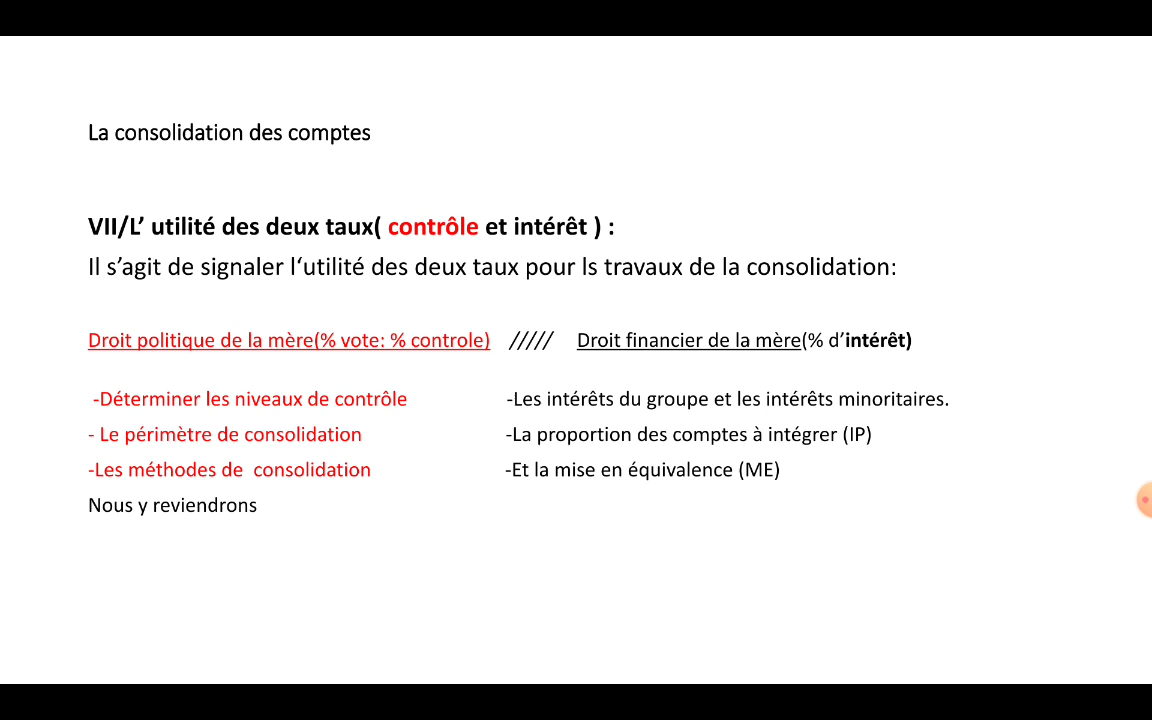 La consolidation des comptes
VII/L’ utilité des deux taux( contrôle et intérêt ) :
Il s’agit de signaler l‘utilité des deux taux pour ls travaux de la consolidation:
Droit politique de la mère(% vote: % controle) ///// Droit financier de la mère(% d’intérêt)
-Déterminer les niveaux de contrôle -Les intérêts du groupe et les intérêts minoritaires.
- Le périmètre de consolidation -La proportion des comptes à intégrer (IP)
-Les méthodes de consolidation -Et la mise en équivalence (ME)
Nous y reviendrons